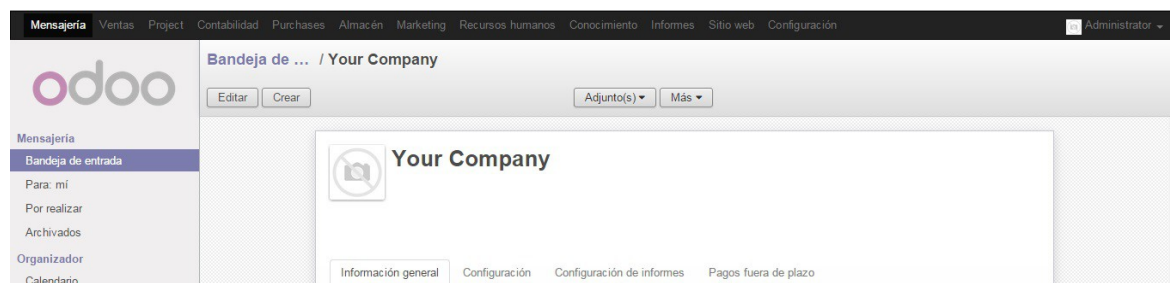 Mensajería Ventas Project Contabilidad Purchases Almacén Marketing Recursos humanos Conocimiento Informes Sitio web Configuración Administrator
odoo
Bandeja de ... / Your Company
Editar Crear Adjunto(s) Más
Mensajería
Bandeja de entrada
Para: mí
Por realizar
Archivados
Organizador
Calendario
Your Company
Información general Configuración Configuración de informes Pagos fuera de plazo